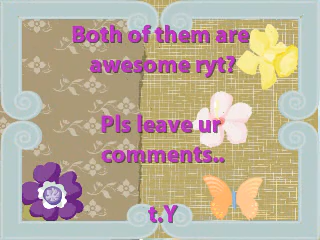 Both of them are
awesome ryt?
Pls leave ur
comments..
t.Y